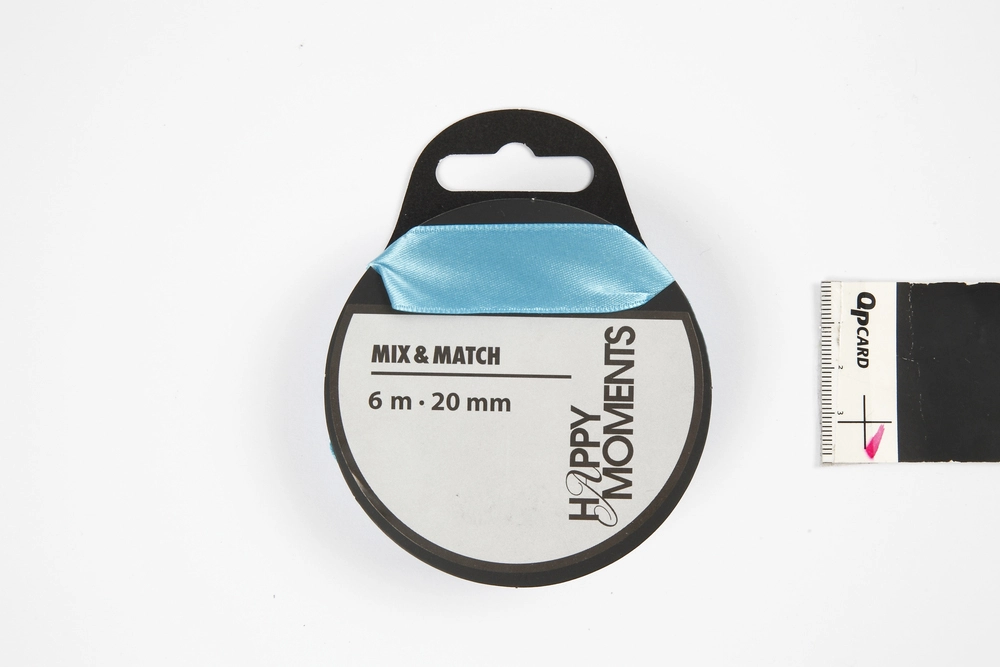 MIX & MATCH
6 m · 20 mm
HAPPY
MOMENTS
QPCARD
2
3